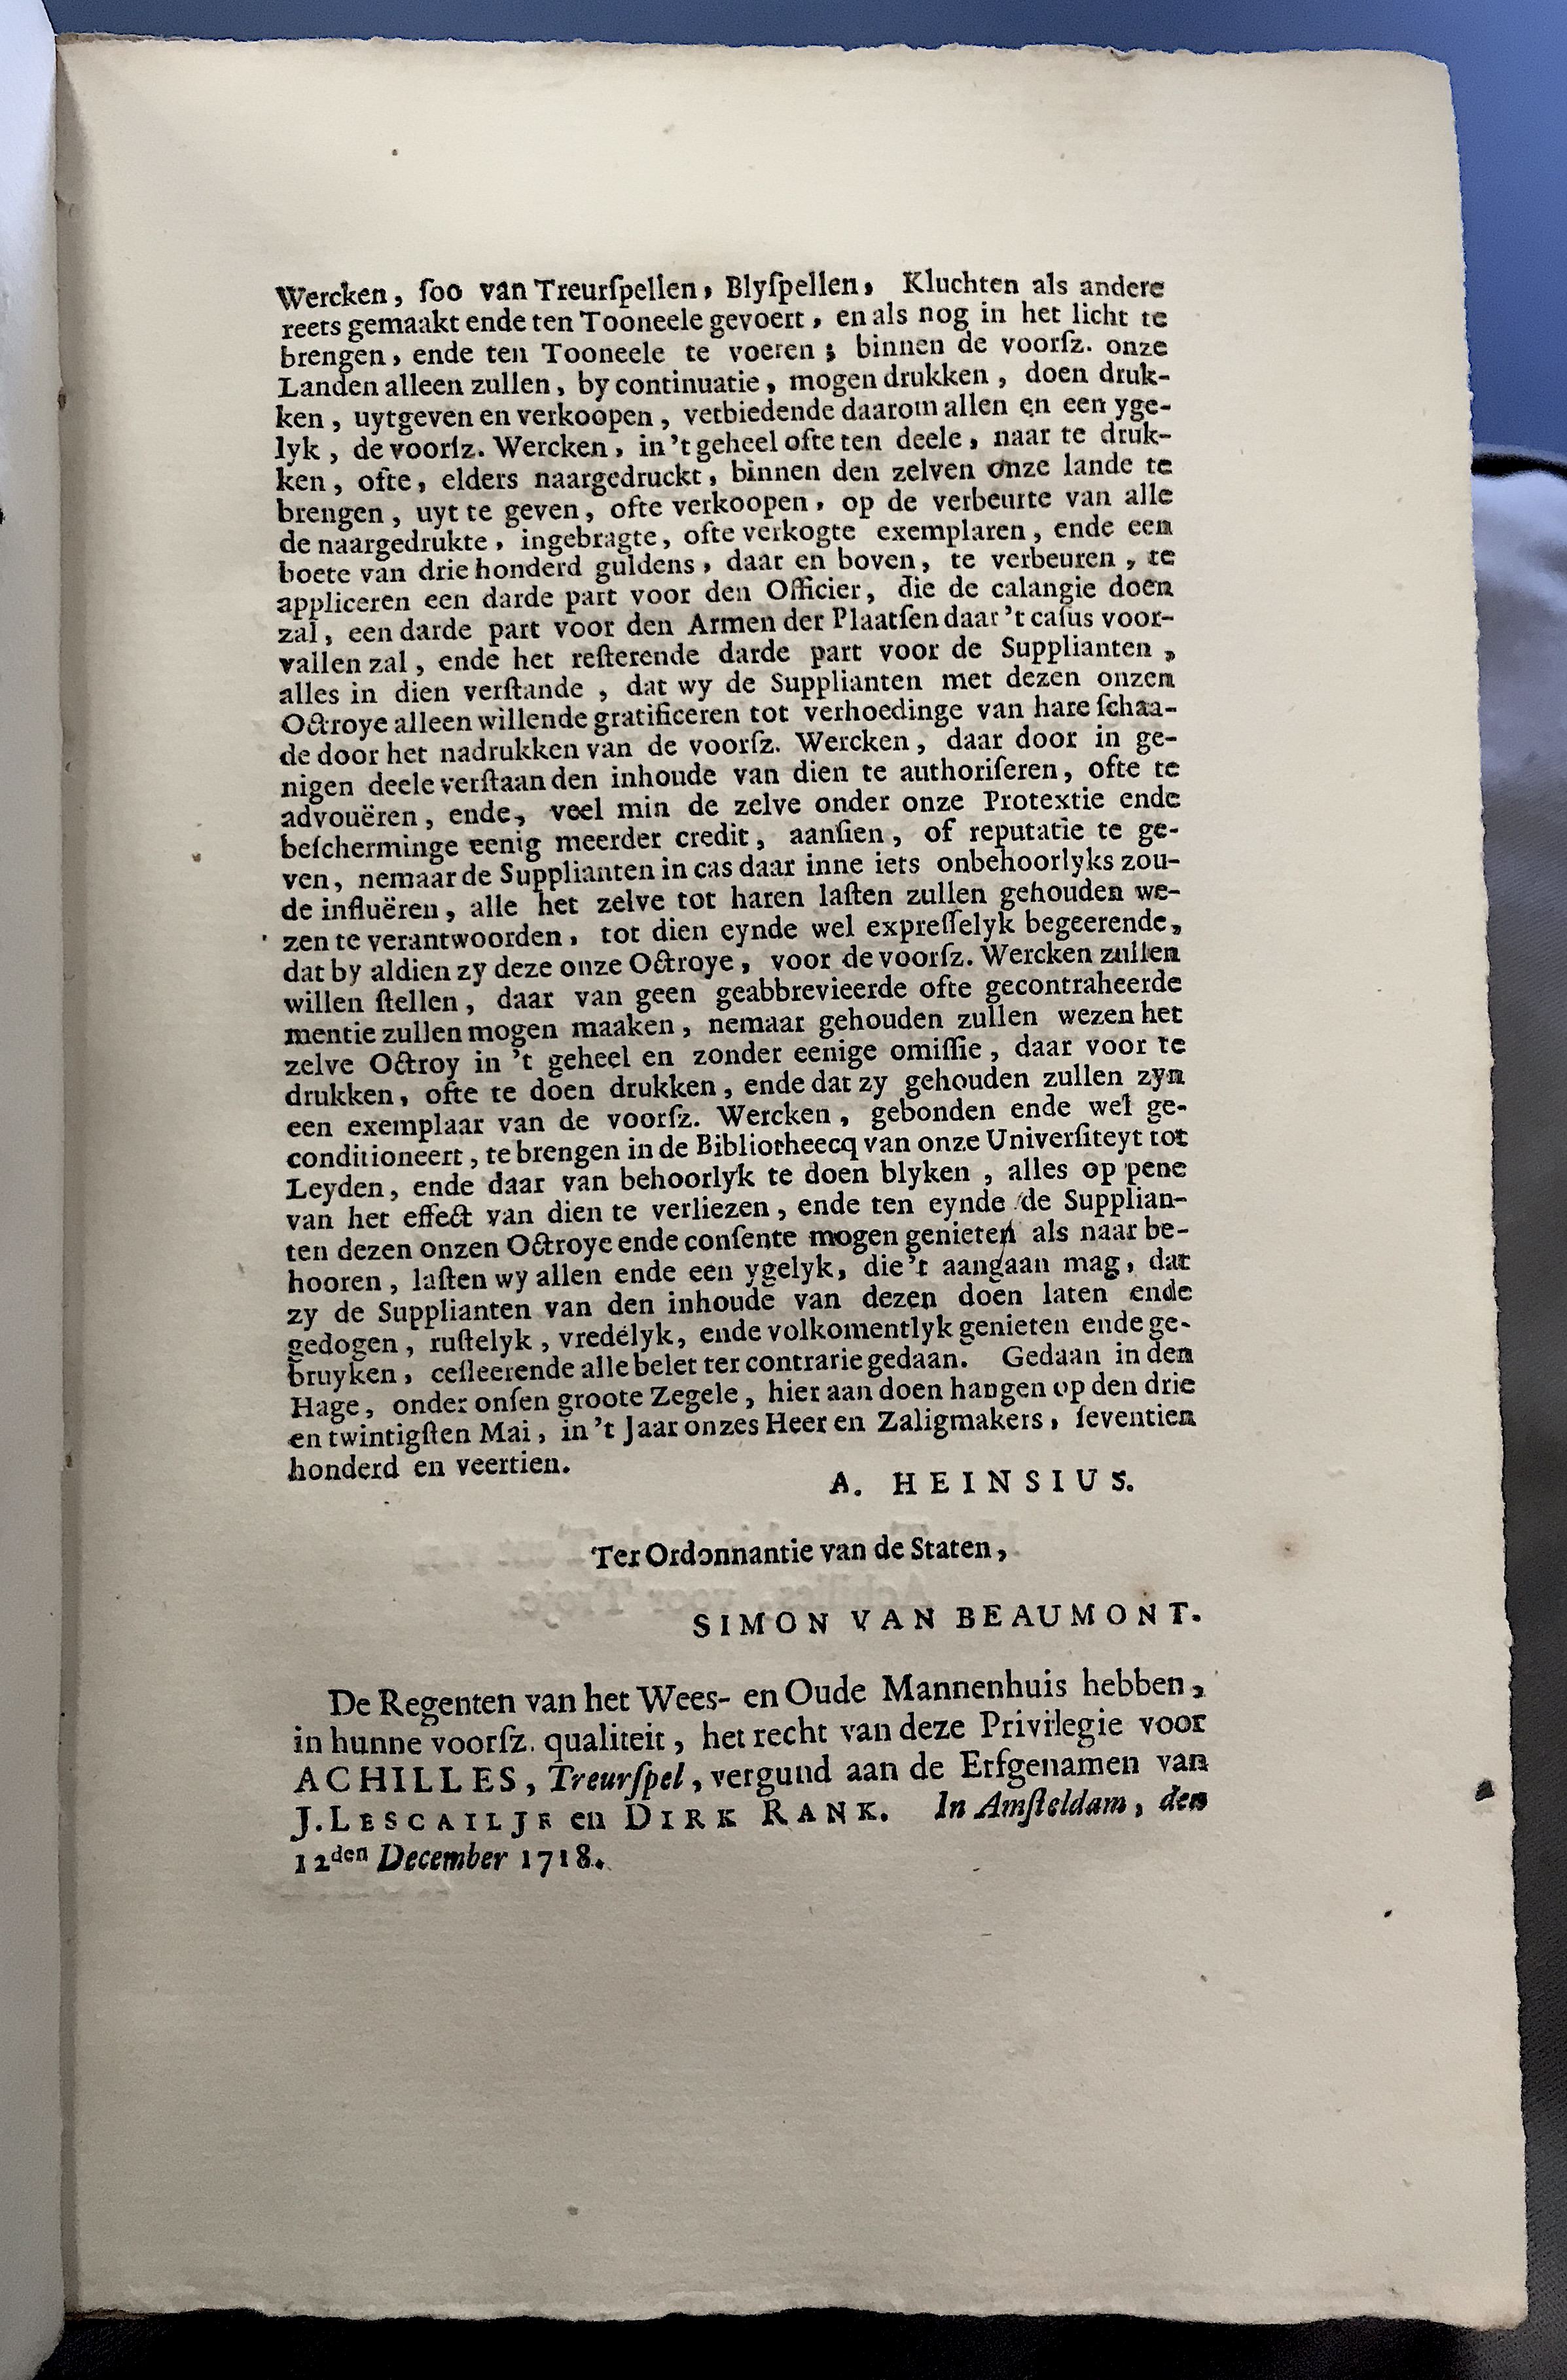 Wercken, ſoo van Treurſpellen, Blyſpellen, Kluchten als andere
reets gemaakt ende ten Tooneele gevoert, en als nog in het licht te
brengen, ende ten Tooneele te voeren; binnen de voorſz. onze
Landen alleen zullen, by continuatie, mogen drukken, doen druk-
ken, uytgeven en verkoopen, verbiedende daarom allen en een yge-
lyk, de voorſz. Wercken, in 't geheel ofte ten deele, naar te druk-
ken, ofte, elders naargedruckt, binnen den zelven onze lande te
brengen, uyt te geven, ofte verkoopen, op de verbeurte van alle
de naargedrukte, ingebragte, ofte verkogte exemplaren, ende een
boete van drie honderd guldens, daar en boven, te verbeuren, te
appliceren een darde part voor den Officier, die de calangie doen
zal, een darde part voor den Armen der Plaatſen daar 't caſus voor-
vallen zal, ende het reſterende darde part voor de Supplianten,
alles in dien verſtande, dat wy de Supplianten met dezen onzen
Octroye alleen willende gratificeren tot verhoedinge van hare ſchaa-
de door het nadrukken van de voorſz. Wercken, daar door in ge-
nigen deele verſtaan den inhoude van dien te authoriſeren, ofte te
advouëren, ende, veel min de zelve onder onze Protextie ende
beſcherminge eenig meerder credit, aanſien, of reputatie te ge-
ven, nemaar de Supplianten in cas daar inne iets onbehoorlyks zou-
de influëren, alle het zelve tot haren laſten zullen gehouden we-
zen te verantwoorden, tot dien eynde wel expreſſelyk begeerende,
dat by aldien zy deze onze Octroye, voor de voorſz. Wercken zullen
willen ſtellen, daar van geen geabbrevieerde ofte gecontraheerde
mentie zullen mogen maaken, nemaar gehouden zullen wezen het
zelve Octroy in 't geheel en zonder eenige omiſſie, daar voor te
drukken, ofte te doen drukken, ende dat zy gehouden zullen zyn
een exemplaar van de voorſz. Wercken, gebonden ende wel ge-
conditioneert, te brengen in de Bibliotheecq van onze Univerſiteyt tot
Leyden, ende daar van behoorlyk te doen blyken, alles op pene
van het effect van dien te verliezen, ende ten eynde de Supplian-
ten dezen onzen Octroye ende conſente mogen genieten als naar be-
hooren, laſten wy allen ende een ygelyk, die 't aangaan mag, dat
zy de Supplianten van den inhoude van dezen doen laten ende
gedogen, ruſtelyk, vredelyk, ende volkomentlyk genieten ende ge-
bruyken, ceſſeerende alle belet ter contrarie gedaan. Gedaan in den
Hage, onder onſen groote Zegele, hier aan doen hangen op den drie
en twintigſten Mai, in 't Jaar onzes Heer en Zaligmakers, ſeventien
honderd en veertien.
A. HEINSIUS.
Ter Ordonnantie van de Staten,
SIMON VAN BEAUMONT.
De Regenten van het Wees- en Oude Mannenhuis hebben,
in hunne voorſz. qualiteit, het recht van deze Privilegie voor
ACHILLES, Treurſpel, vergund aan de Erfgenamen van
J. LESCAILJE en DIRK RANK. In Amſteldam, den
12den December 1718.